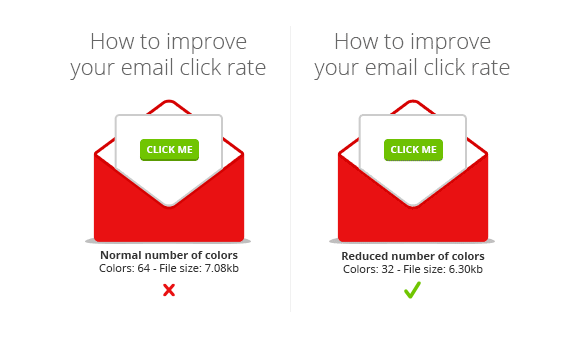 How to improve
your email click rate
CLICK ME
Normal number of colors
Colors: 64 - File size: 7.08kb
How to improve
your email click rate
CLICK ME
Reduced number of colors
Colors: 32 - File size: 6.30kb